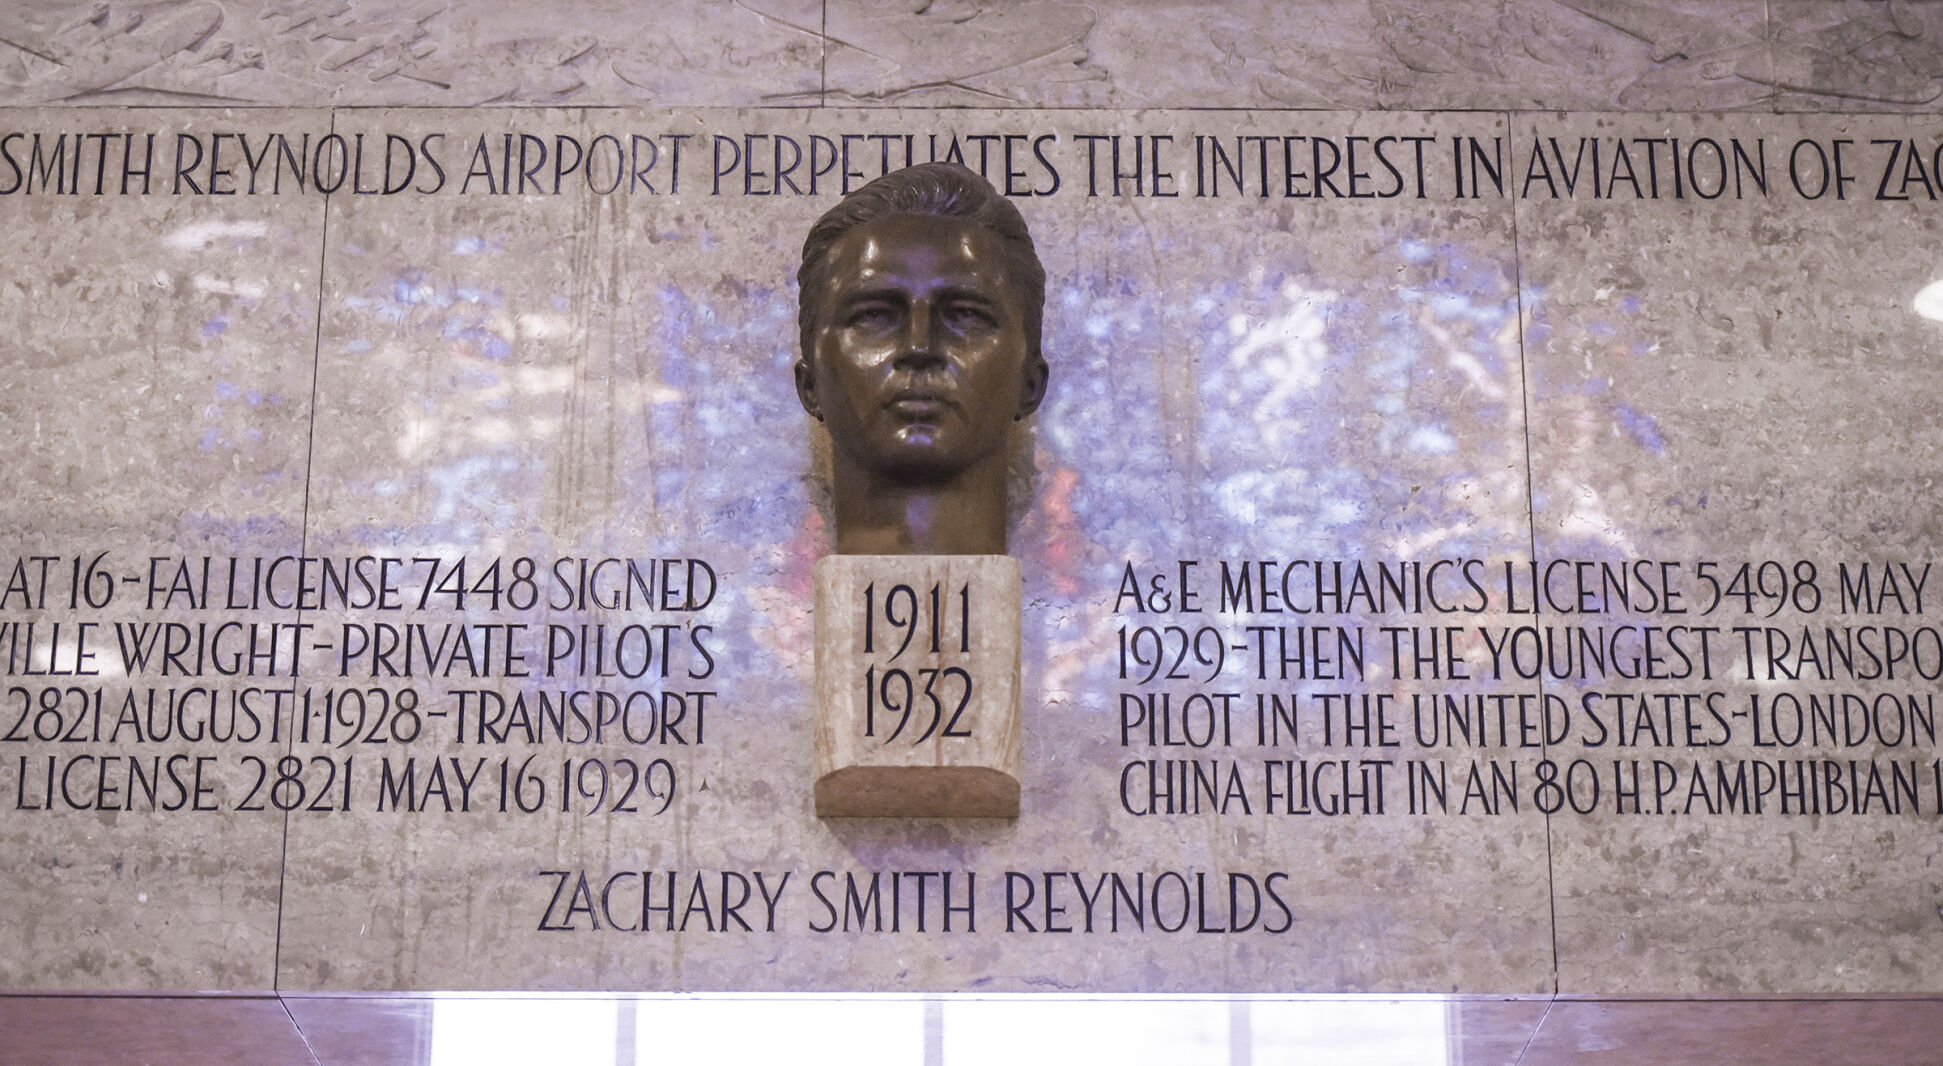 SMITH REYNOLDS AIRPORT PERPETUATES THE INTEREST IN AVIATION OF
AT 16-FAI LICENSE 7448 SIGNED
WRIGHT-PRIVATE PILOT'S
2821 AUGUST 1·1928-TRANSPORT
LICENSE 2821 MAY 16 1929
1911
1932
A&E MECHANIC'S LICENSE 5498 MAY
1929-THEN THE YOUNGEST
PILOT IN THE UNITED STATES-LONDON
CHINA FLIGHT IN AN 80 H.P. AMPHIBIAN
ZACHARY SMITH REYNOLDS